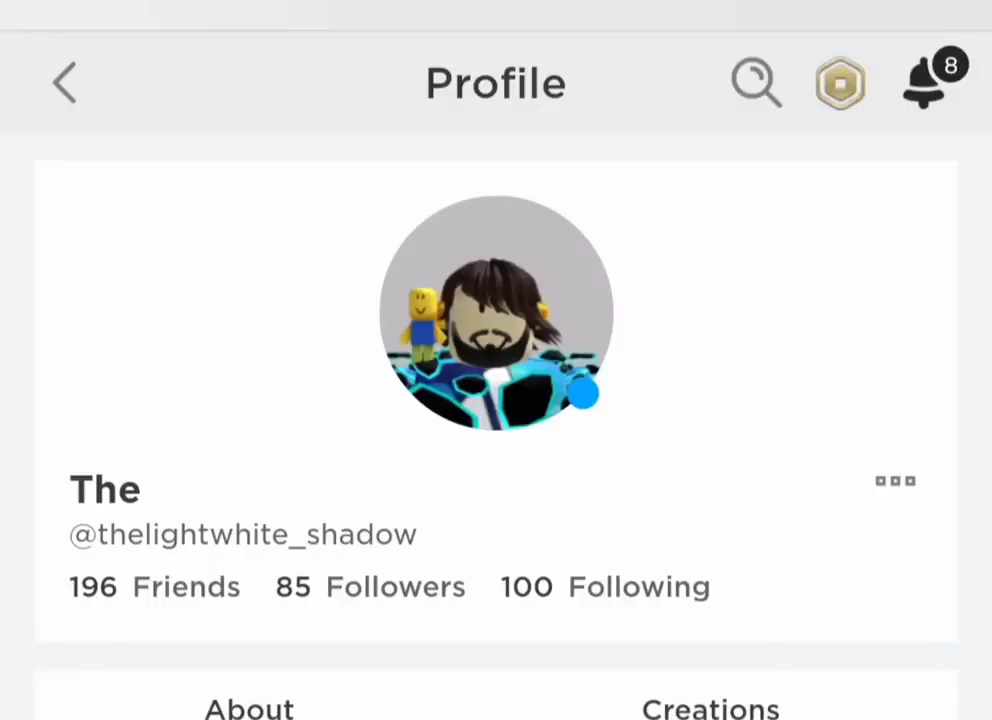 Profile
8
The
@thelightwhite_shadow
196 Friends 85 Followers 100 Following
About Creations